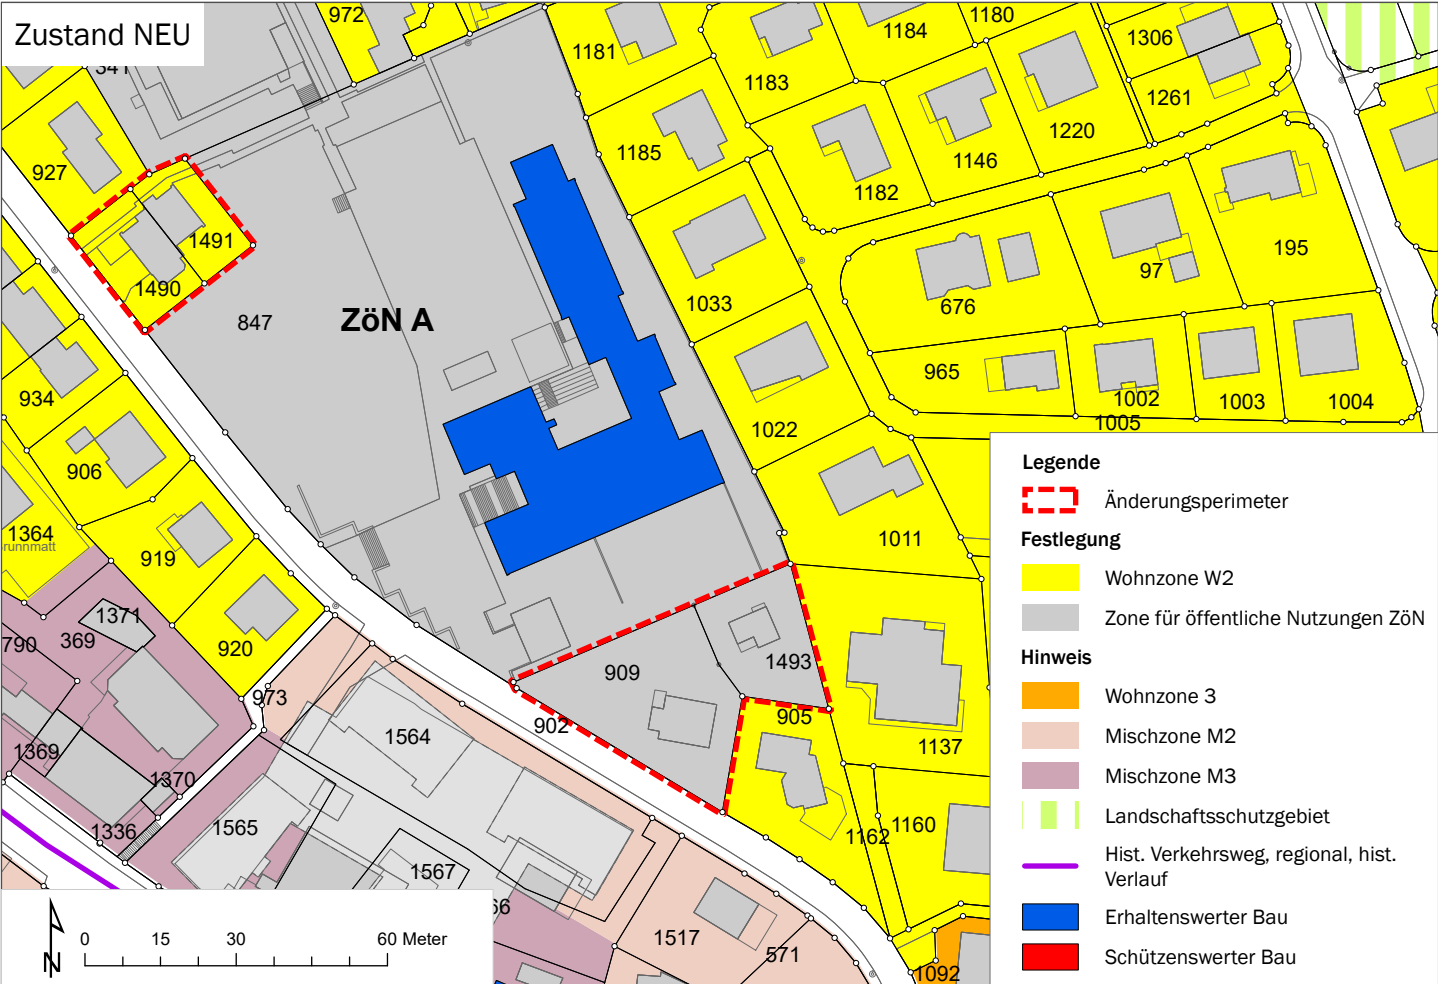 Zustand NEU
972
1181
1183
1184
1180
1306
1261
341
927
1185
1182
1146
1220
1491
1490
847
ZöN A
1033
676
97
195
934
906
1022
965
1002
1003
1004
1005
1364
runnmatt
919
1011
1371
369
790
920
973
909
1493
902
905
1137
1564
1369
1370
1336
1565
1567
1162
1160
66
1517
571
1092
Legende
Änderungsperimeter
Festlegung
Wohnzone W2
Zone für öffentliche Nutzungen ZöN
Hinweis
Wohnzone 3
Mischzone M2
Mischzone M3
Landschaftsschutzgebiet
Hist. Verkehrsweg, regional, hist.
Verlauf
Erhaltenswerter Bau
Schützenswerter Bau
N
0 15 30 60 Meter